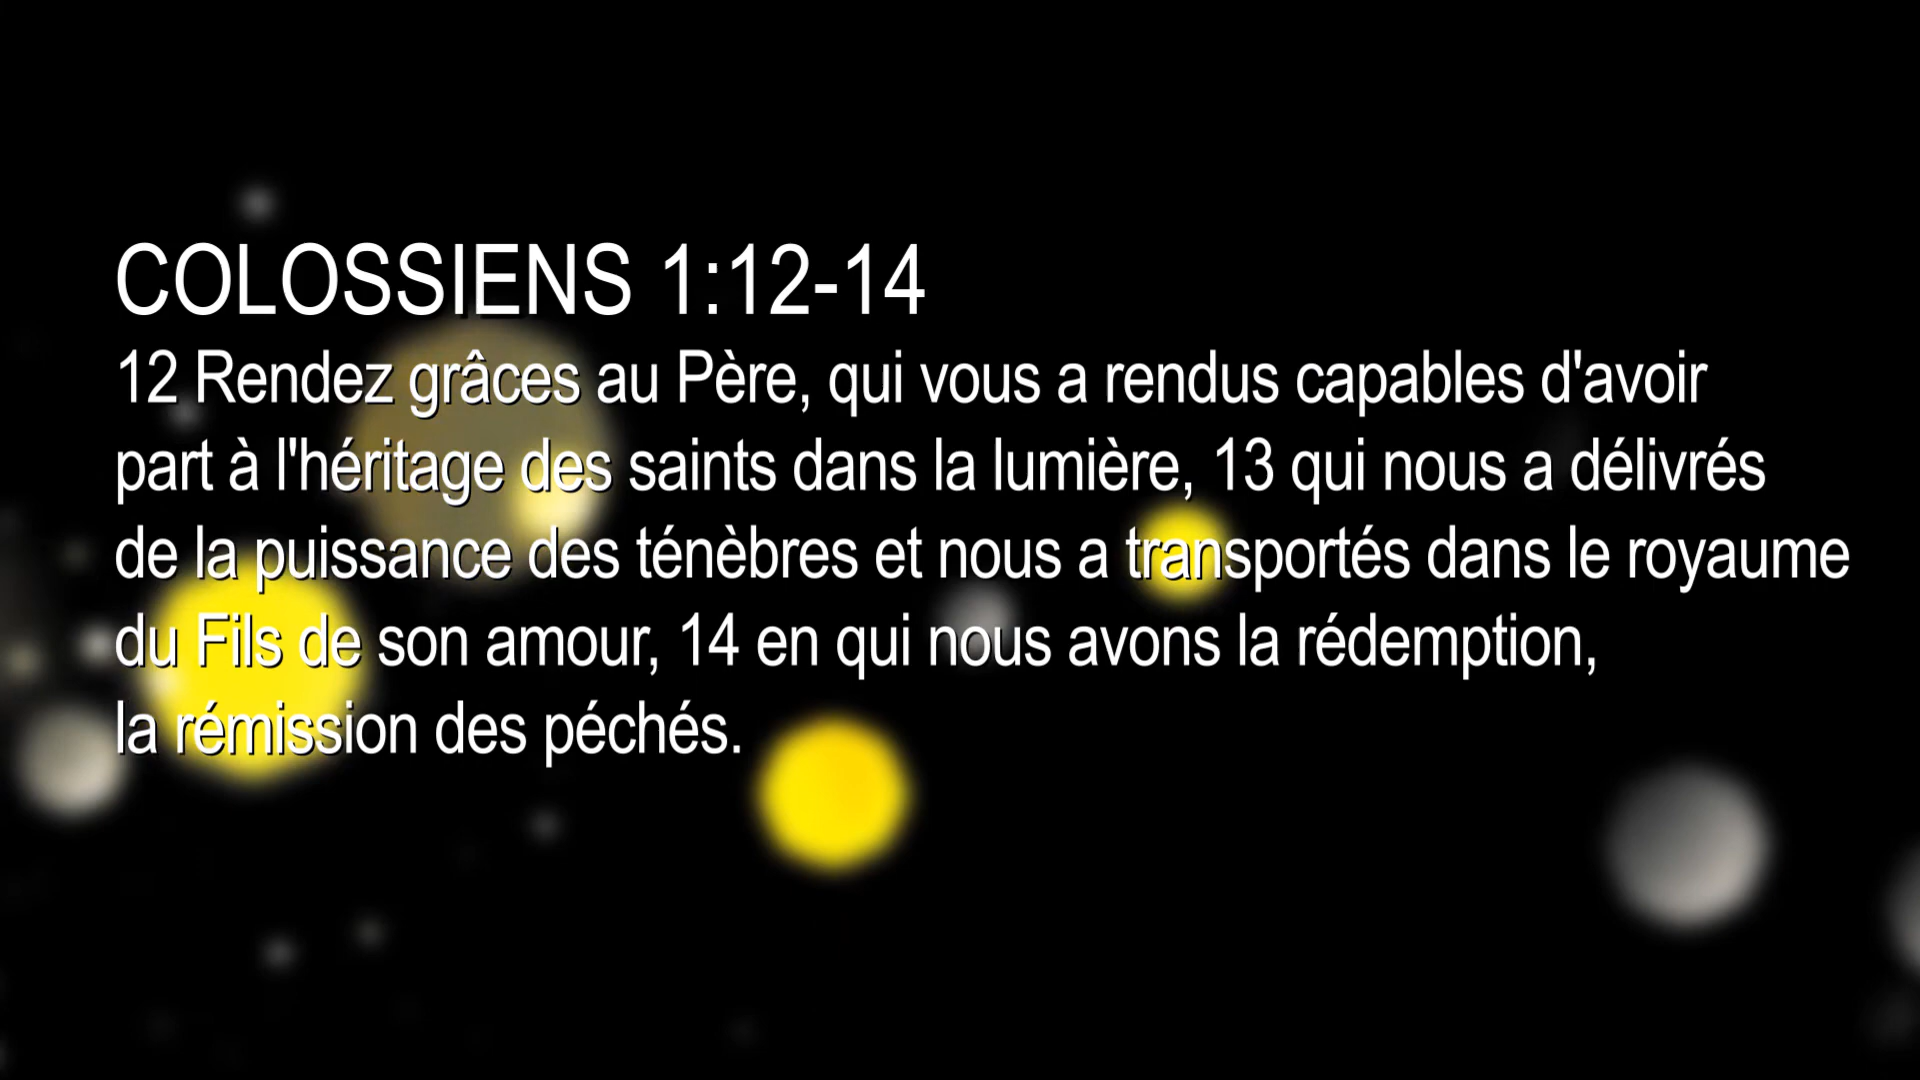 COLOSSIENS 1:12-14
12 Rendez grâces au Père, qui vous a rendus capables d'avoir
part à l'héritage des saints dans la lumière, 13 qui nous a délivrés
de la puissance des ténèbres et nous a transportés dans le royaume
du Fils de son amour, 14 en qui nous avons la rédemption,
la rémission des péchés.